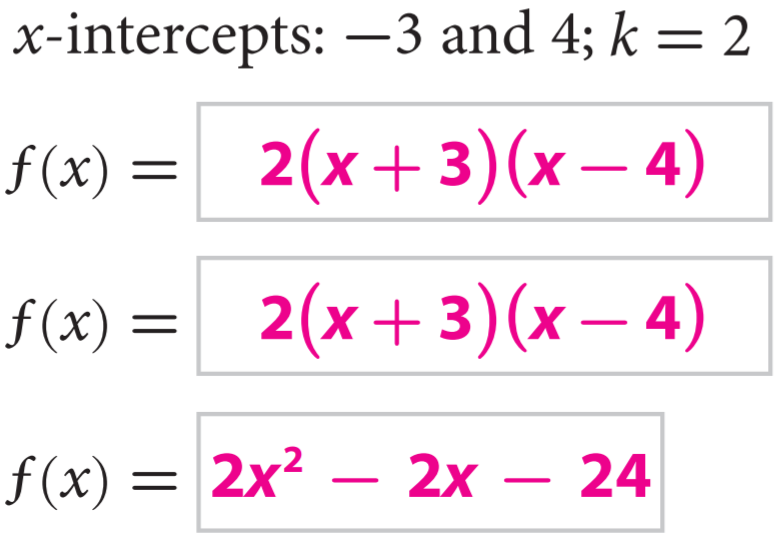 x-intercepts: −3 and 4; k = 2
f(x) = 2(x + 3)(x − 4)
f(x) = 2(x + 3)(x − 4)
f(x) = 2x² − 2x − 24